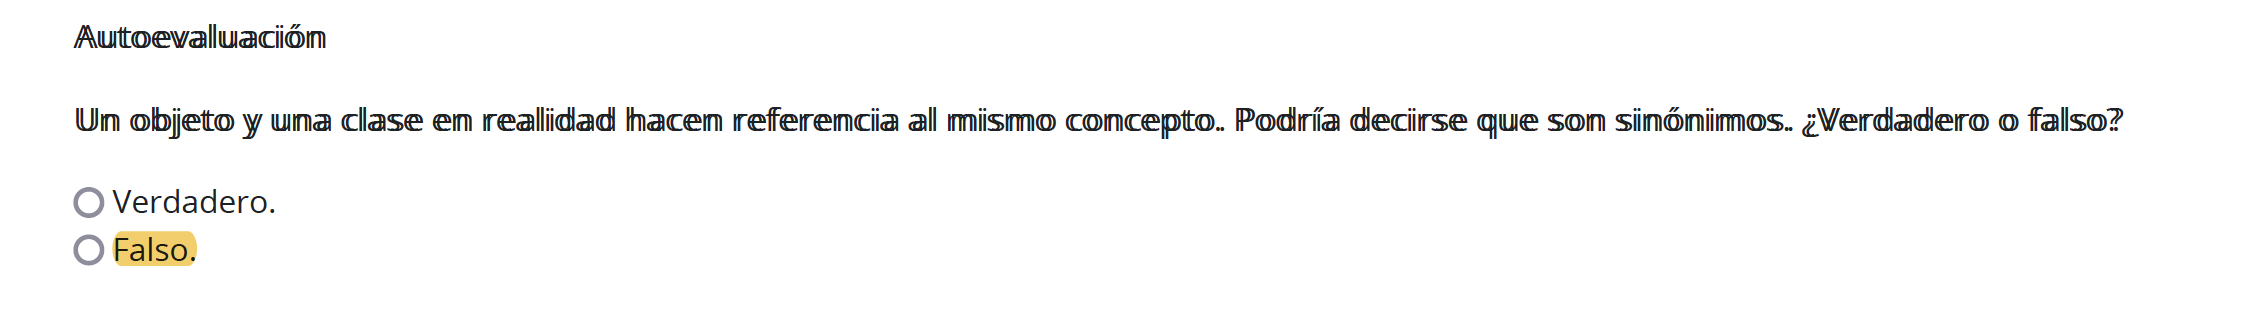 Autoevaluación
Un objeto y una clase en realidad hacen referencia al mismo concepto. Podría decirse que son sinónimos. ¿Verdadero o falso?
Verdadero.
Falso.